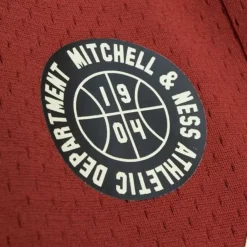 MITCHELL & NESS ATHLETIC DEPARTMENT
19
04